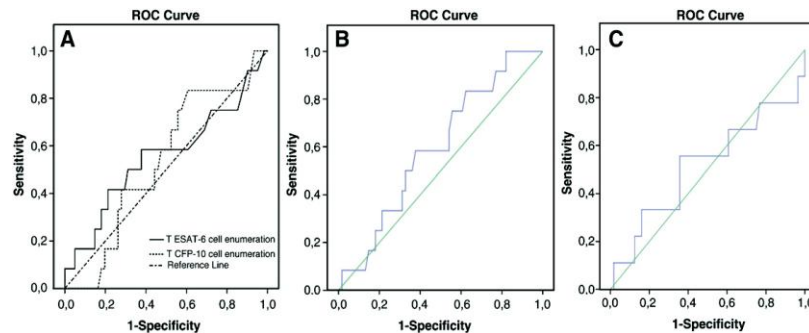 ROC Curve
A
1,0
0,8
0,6
0,4
0,2
0,0
Sensitivity
T ESAT-6 cell enumeration
T CFP-10 cell enumeration
Reference Line
0,0 0,2 0,4 0,6 0,8 1,0
1-Specificity
ROC Curve
B
1,0
0,8
0,6
0,4
0,2
0,0
Sensitivity
0,0 0,2 0,4 0,6 0,8 1,0
1-Specificity
ROC Curve
C
1,0
0,8
0,6
0,4
0,2
0,0
Sensitivity
0,0 0,2 0,4 0,6 0,8 1,0
1-Specificity